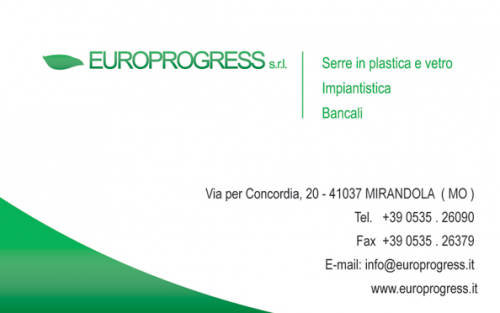 EUROPROGRESS s.r.l.
Serre in plastica e vetro
Impiantistica
Bancali
Via per Concordia, 20 - 41037 MIRANDOLA ( MO )
Tel. +39 0535 . 26090
Fax +39 0535 . 26379
E-mail: info@europrogress.it
www.europrogress.it